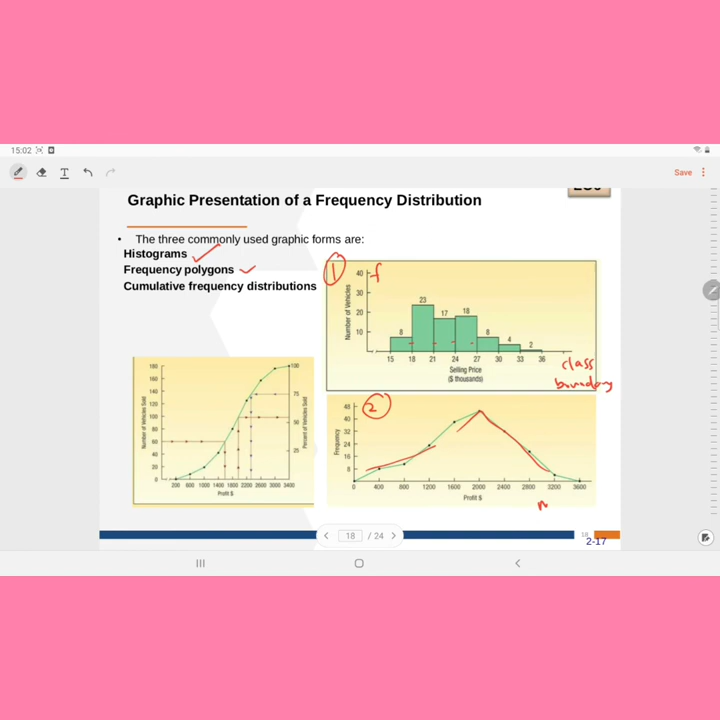 15:02
Save
Graphic Presentation of a Frequency Distribution
• The three commonly used graphic forms are:
Histograms
Frequency polygons
Cumulative frequency distributions
1
f
Number of Vehicles
40
30
20
10
8
23
17
18
8
4
2
15 18 21 24 27 30 33 36
Selling Price
($ thousands)
class
boundary
Number of Vehicles Sold
180
160
140
120
100
80
60
40
20
0
100
75
50
25
Percent of Vehicles Sold
200 600 1000 1400 1800 2200 2600 3000 3400
Profit $
2
Frequency
48
40
32
24
16
8
0 400 800 1200 1600 2000 2400 2800 3200 3600
Profit $
18 / 24
18
2-17